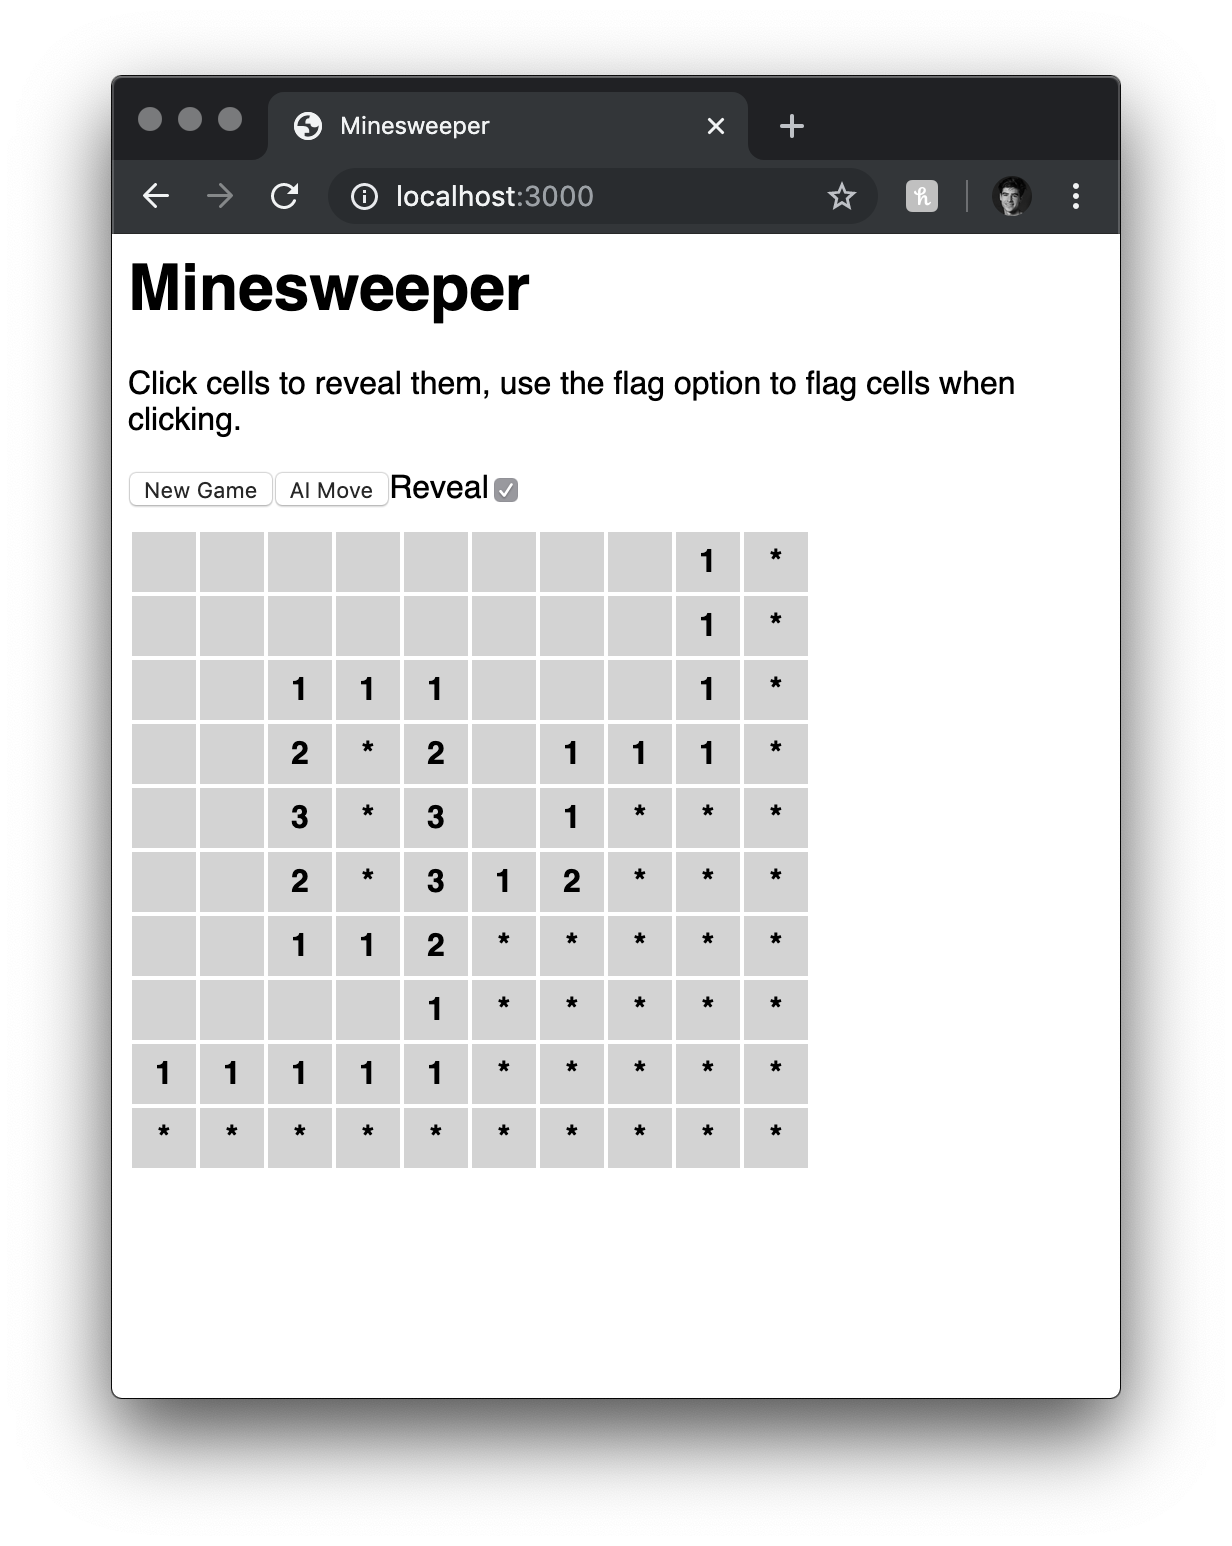 Minesweeper
localhost:3000
Minesweeper
Click cells to reveal them, use the flag option to flag cells when
clicking.
New Game AI Move Reveal
1 *
1 *
1 1 1 1 *
2 * 2 1 1 1 *
3 * 3 1 * * *
2 * 3 1 2 * * *
1 1 2 * * * * *
1 * * * * *
1 1 1 1 1 * * * * *
* * * * * * * * * *